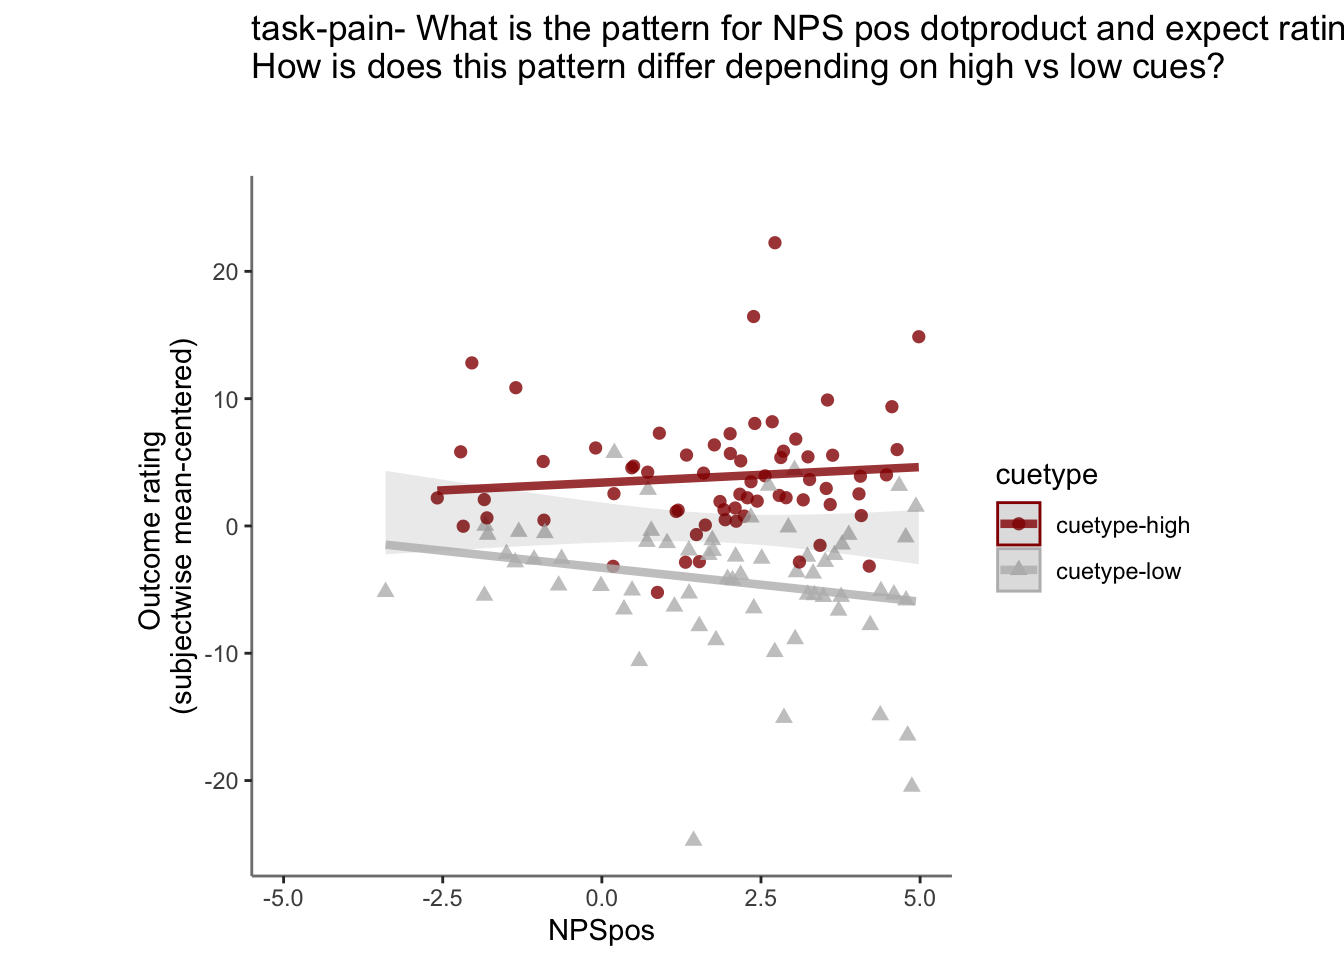 task-pain- What is the pattern for NPS pos dotproduct and expect ratin
How is does this pattern differ depending on high vs low cues?
Outcome rating
(subjectwise mean-centered)
20
10
0
-10
-20
-5.0
-2.5
0.0
2.5
5.0
NPSpos
cuetype
cuetype-high
cuetype-low